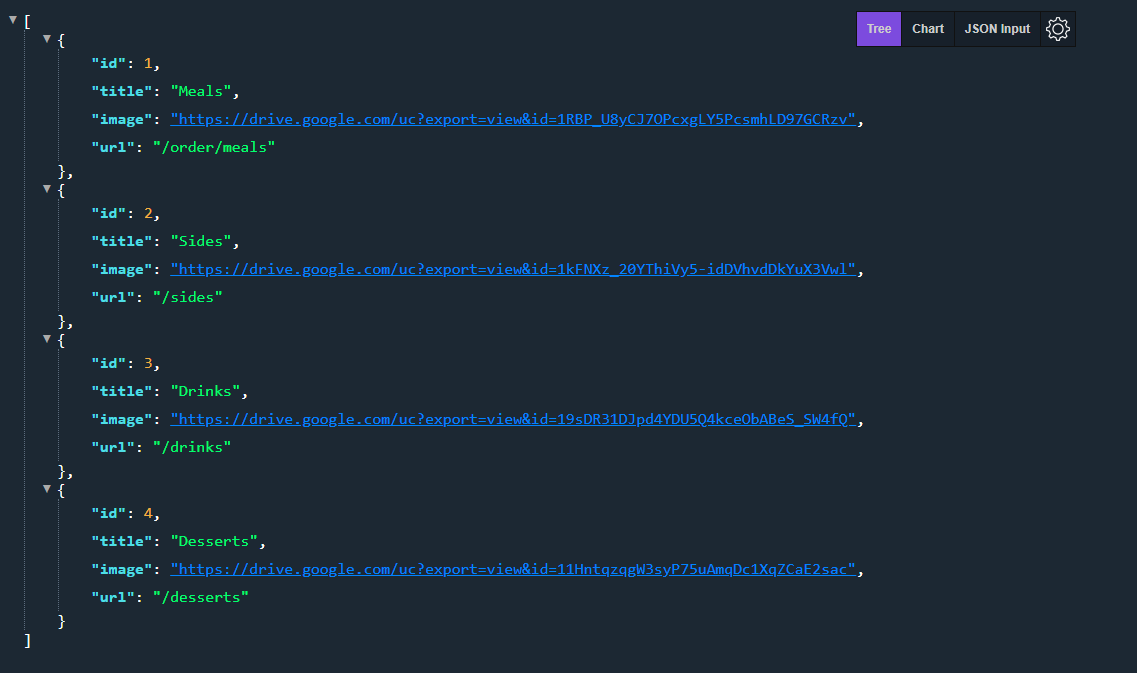 [
{
"id": 1,
"title": "Meals",
"image": "https://drive.google.com/uc?export=view&id=1RBP_U8yCJ7OPcxgLY5PcsmhLD97GCRzv",
"url": "/order/meals"
},
{
"id": 2,
"title": "Sides",
"image": "https://drive.google.com/uc?export=view&id=1kFNXz_20YThiVy5-idDVhvdDkYuX3Vwl",
"url": "/sides"
},
{
"id": 3,
"title": "Drinks",
"image": "https://drive.google.com/uc?export=view&id=19sDR31DJpd4YDU5Q4kceObABeS_SW4fQ",
"url": "/drinks"
},
{
"id": 4,
"title": "Desserts",
"image": "https://drive.google.com/uc?export=view&id=11HntqzqgW3syP75uAmqDc1XqZCaE2sac",
"url": "/desserts"
}
]
Tree Chart JSON Input